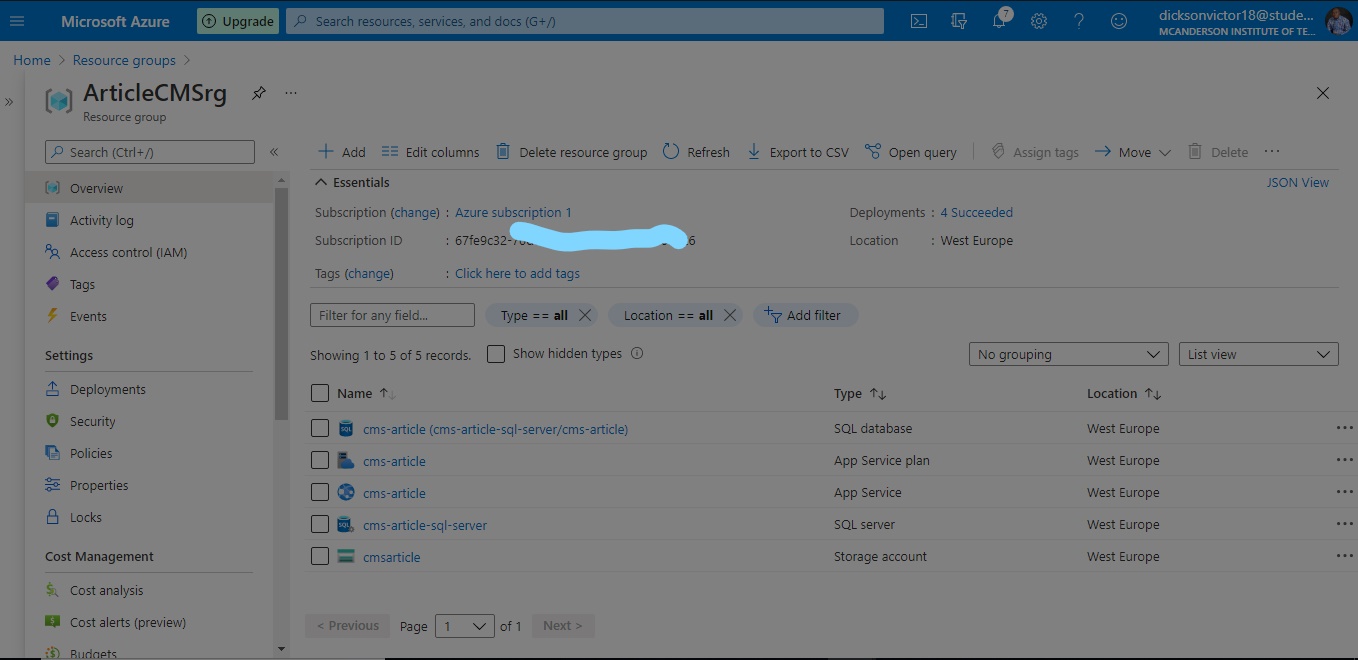 Microsoft Azure Upgrade Search resources, services, and docs (G+/) 7 dicksonvictor18@stude...
MCANDERSON INSTITUTE OF TE...
Home > Resource groups >
ArticleCMSrg ...
Resource group
Search (Ctrl+/) «
Overview
Activity log
Access control (IAM)
Tags
Events
Settings
Deployments
Security
Policies
Properties
Locks
Cost Management
Cost analysis
Cost alerts (preview)
Budgets
Add Edit columns Delete resource group Refresh Export to CSV Open query Assign tags Move Delete ...
Essentials JSON View
Subscription (change) : Azure subscription 1 Deployments : 4 Succeeded
Subscription ID : 67fe9c32- 6 Location : West Europe
Tags (change) : Click here to add tags
Filter for any field... Type == all Location == all Add filter
Showing 1 to 5 of 5 records. Show hidden types No grouping List view
Name Type Location
cms-article (cms-article-sql-server/cms-article) SQL database West Europe ...
cms-article App Service plan West Europe ...
cms-article App Service West Europe ...
cms-article-sql-server SQL server West Europe ...
cmsarticle Storage account West Europe ...
< Previous Page 1 of 1 Next >